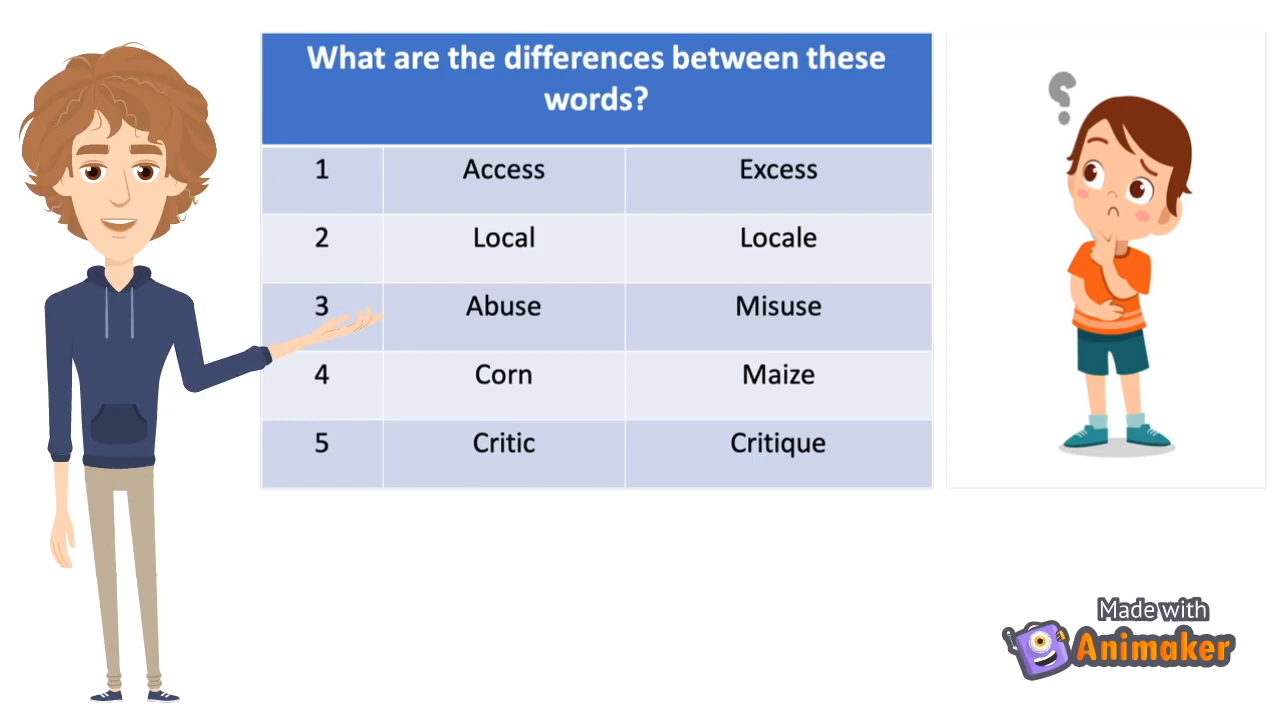 What are the differences between these
words?
1 Access Excess
2 Local Locale
3 Abuse Misuse
4 Corn Maize
5 Critic Critique
?
Made with
Animaker